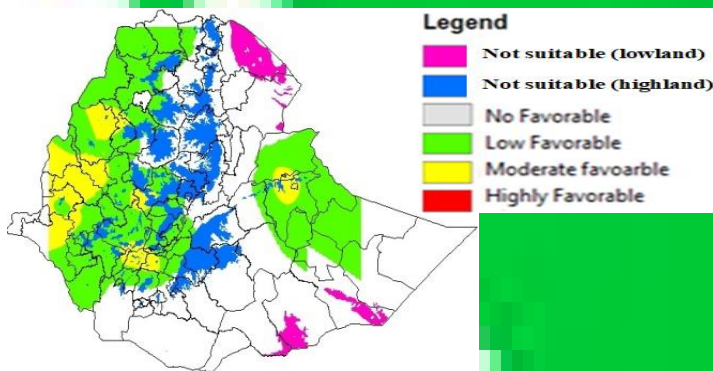 Legend
Not suitable (lowland)
Not suitable (highland)
No Favorable
Low Favorable
Moderate favoarble
Highly Favorable